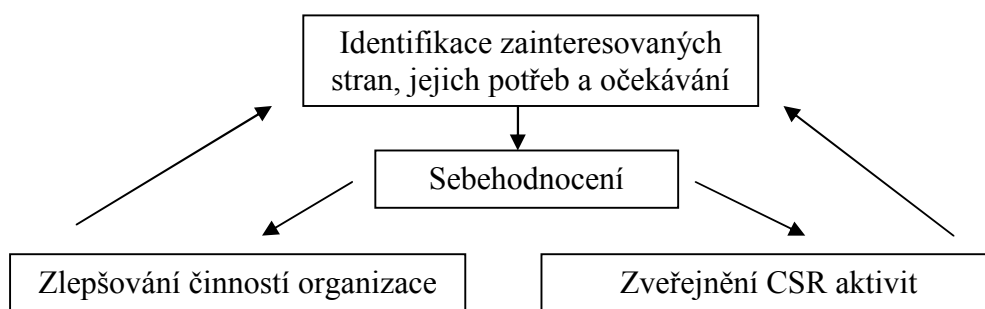 Identifikace zainteresovaných
stran, jejich potřeb a očekávání
Sebehodnocení
Zlepšování činností organizace
Zveřejnění CSR aktivit